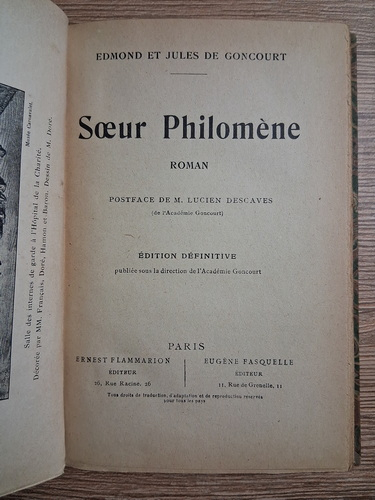 Marie Cassavant.
Salle des internes de garde à l'Hôpital de la Charité.
Décorée par MM. Français, Doré, Hamon et Barrias. Dessin de M. Doré.
EDMOND ET JULES DE GONCOURT
Sœur Philomène
ROMAN
POSTFACE DE M. LUCIEN DESCAVES
(de l'Académie Goncourt)
ÉDITION DÉFINITIVE
publiée sous la direction de l'Académie Goncourt
PARIS
ERNEST FLAMMARION
ÉDITEUR
26, Rue Racine, 26
EUGÈNE FASQUELLE
ÉDITEUR
11, Rue de Grenelle, 11
Tous droits de traduction, d'adaptation et de reproduction réservés
pour tous les pays